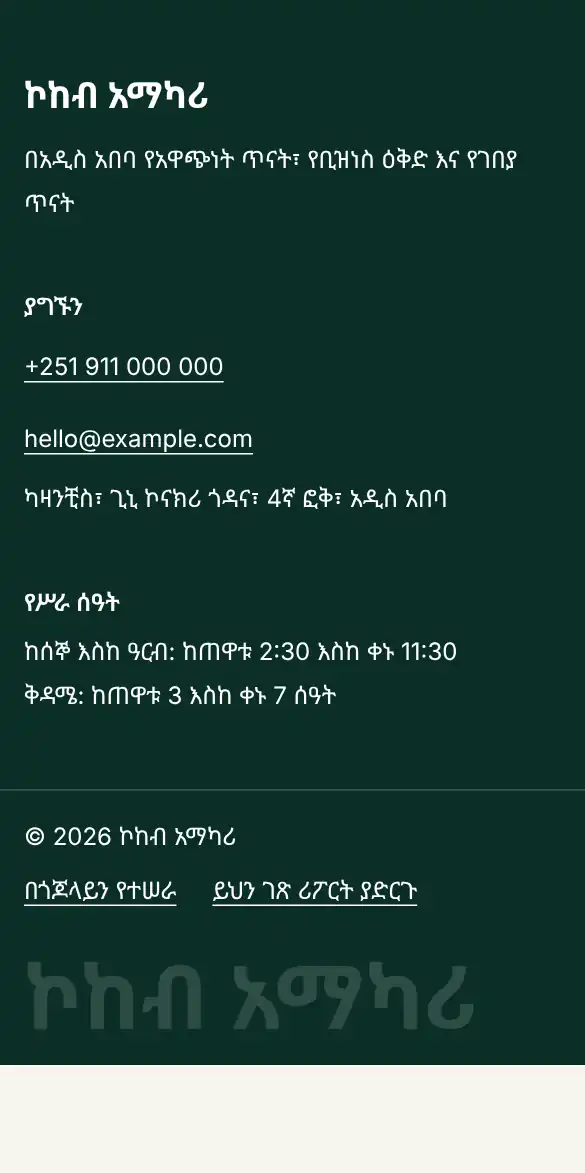 ኮከብ አማካሪ
በአዲስ አበባ የአዋጭነት ጥናት፣ የቢዝነስ ዕቅድ እና የገበያ
ጥናት
ያግኙን
+251 911 000 000
hello@example.com
ካዛንቺስ፣ ጊኒ ኮናክሪ ጎዳና፣ 4ኛ ፎቅ፣ አዲስ አበባ
የሥራ ሰዓት
ከሰኞ እስከ ዓርብ: ከጠዋቱ 2:30 እስከ ቀኑ 11:30
ቅዳሜ: ከጠዋቱ 3 እስከ ቀኑ 7 ሰዓት
© 2026 ኮከብ አማካሪ
በጎጆላይን የተሠራ ይህን ገጽ ሪፖርት ያድርጉ
ኮከብ አማካሪ